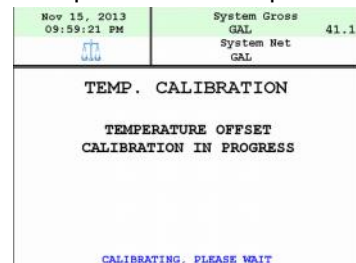 Nov 15, 2013
09:59:21 PM
System Gross
GAL 41.1
System Net
GAL
TEMP. CALIBRATION
TEMPERATURE OFFSET
CALIBRATION IN PROGRESS
CALIBRATING, PLEASE WAIT